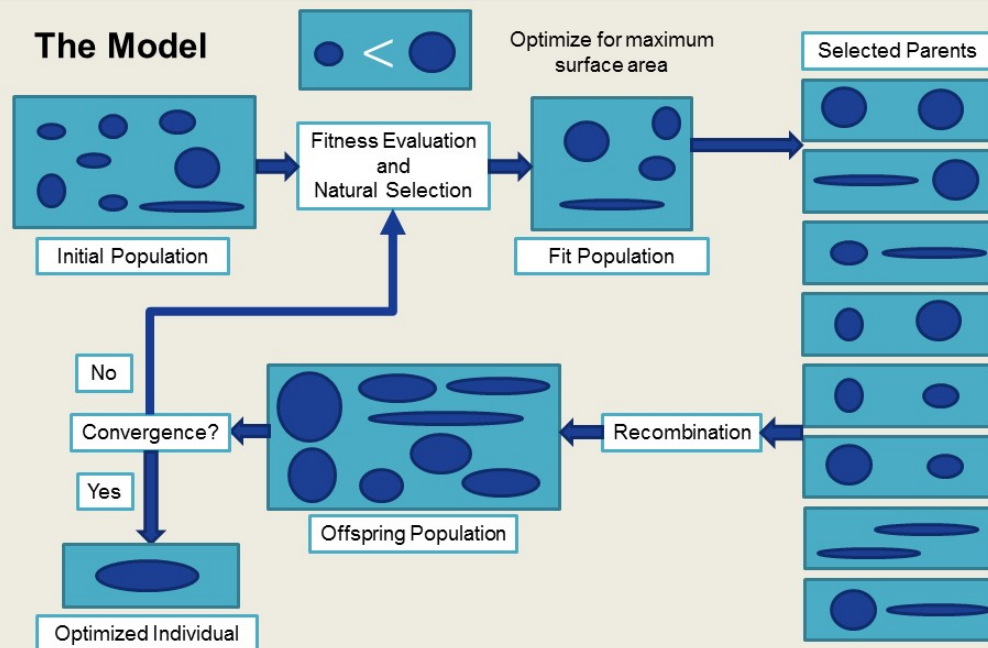 The Model
<
Optimize for maximum
surface area
Selected Parents
Fitness Evaluation
and
Natural Selection
Initial Population
Fit Population
No
Convergence?
Recombination
Yes
Offspring Population
Optimized Individual